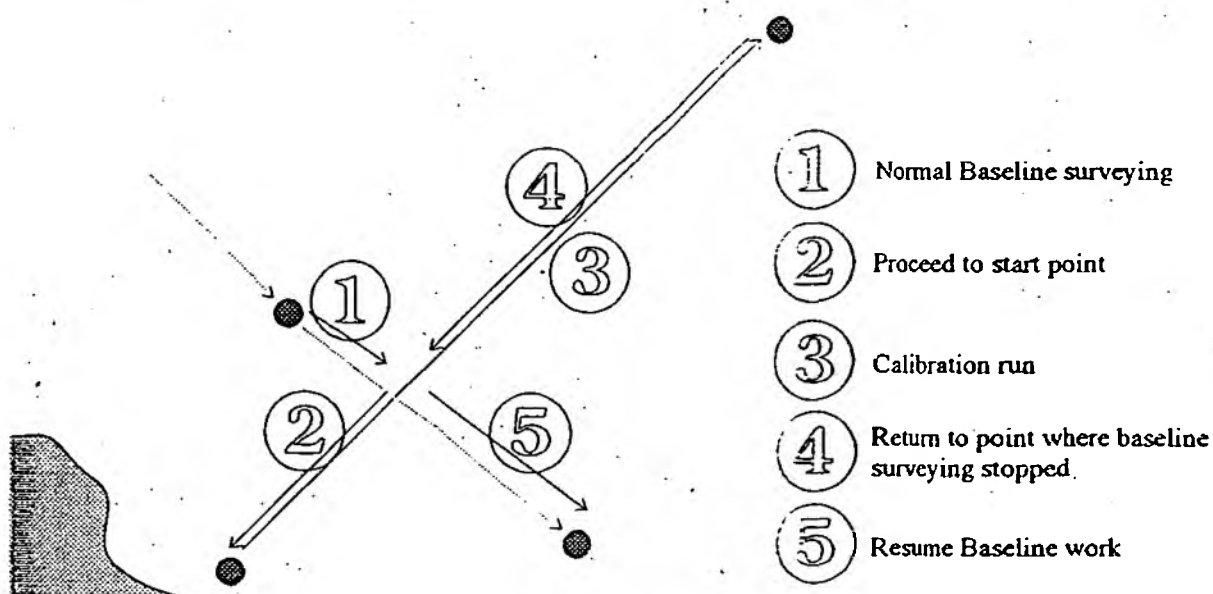 4
3
1
2
5
1 Normal Baseline surveying
2 Proceed to start point
3 Calibration run
4 Return to point where baseline
surveying stopped.
5 Resume Baseline work